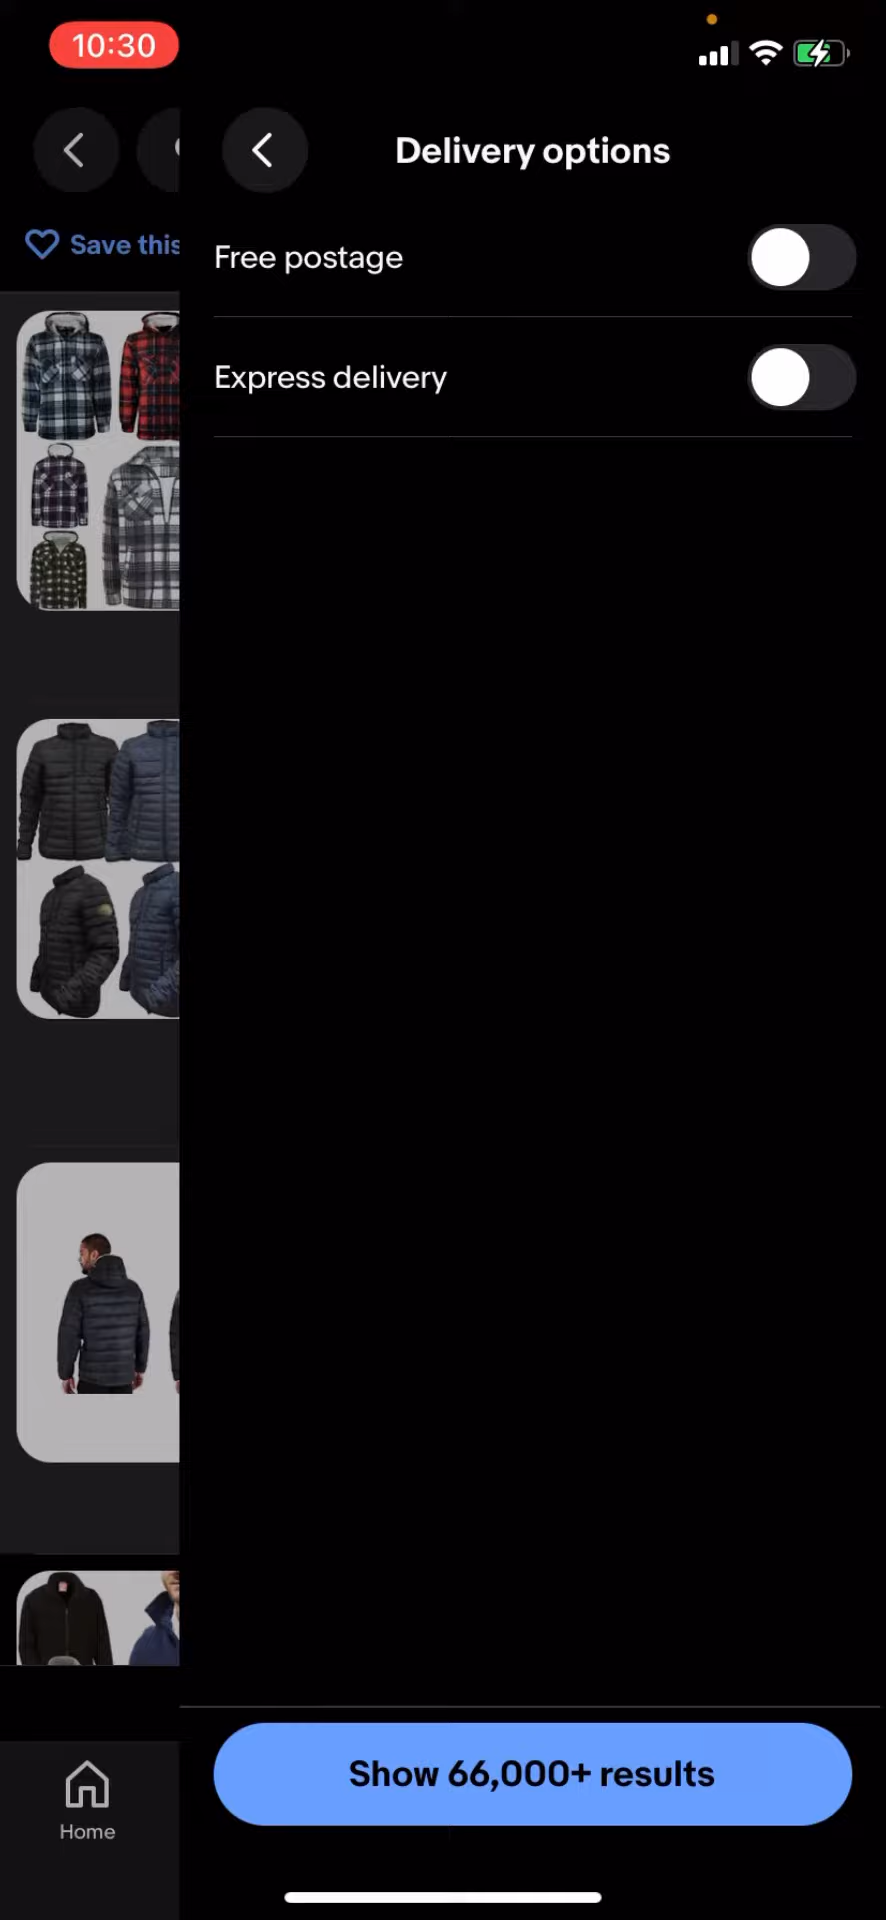 10:30
Delivery options
Save this
Free postage
Express delivery
Show 66,000+ results
Home